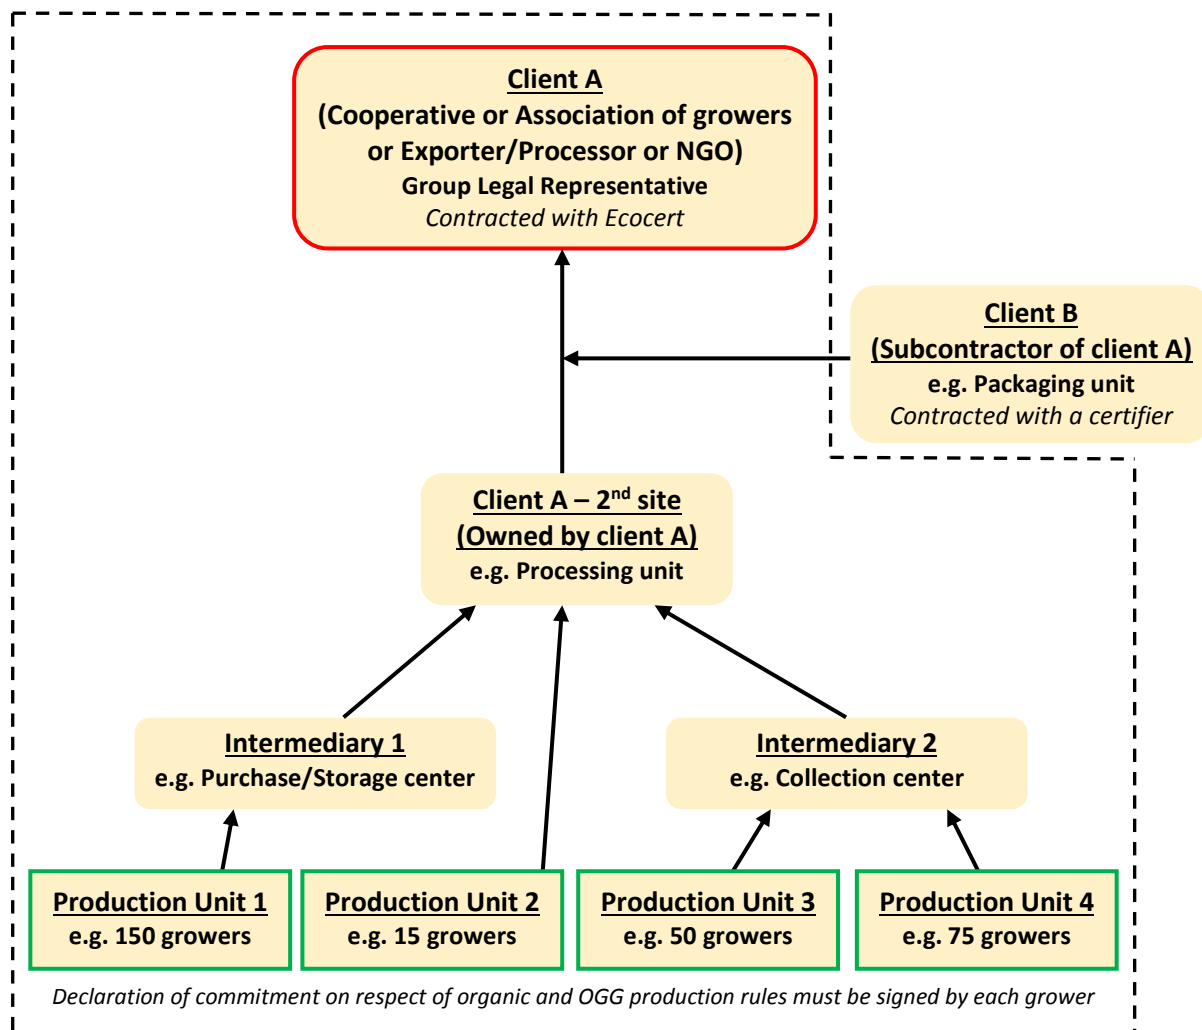 Client A
(Cooperative or Association of growers
or Exporter/Processor or NGO)
Group Legal Representative
Contracted with Ecocert
Client B
(Subcontractor of client A)
e.g. Packaging unit
Contracted with a certifier
Client A – 2nd site
(Owned by client A)
e.g. Processing unit
Intermediary 1
e.g. Purchase/Storage center
Intermediary 2
e.g. Collection center
Production Unit 1
e.g. 150 growers
Production Unit 2
e.g. 15 growers
Production Unit 3
e.g. 50 growers
Production Unit 4
e.g. 75 growers
Declaration of commitment on respect of organic and OGG production rules must be signed by each grower